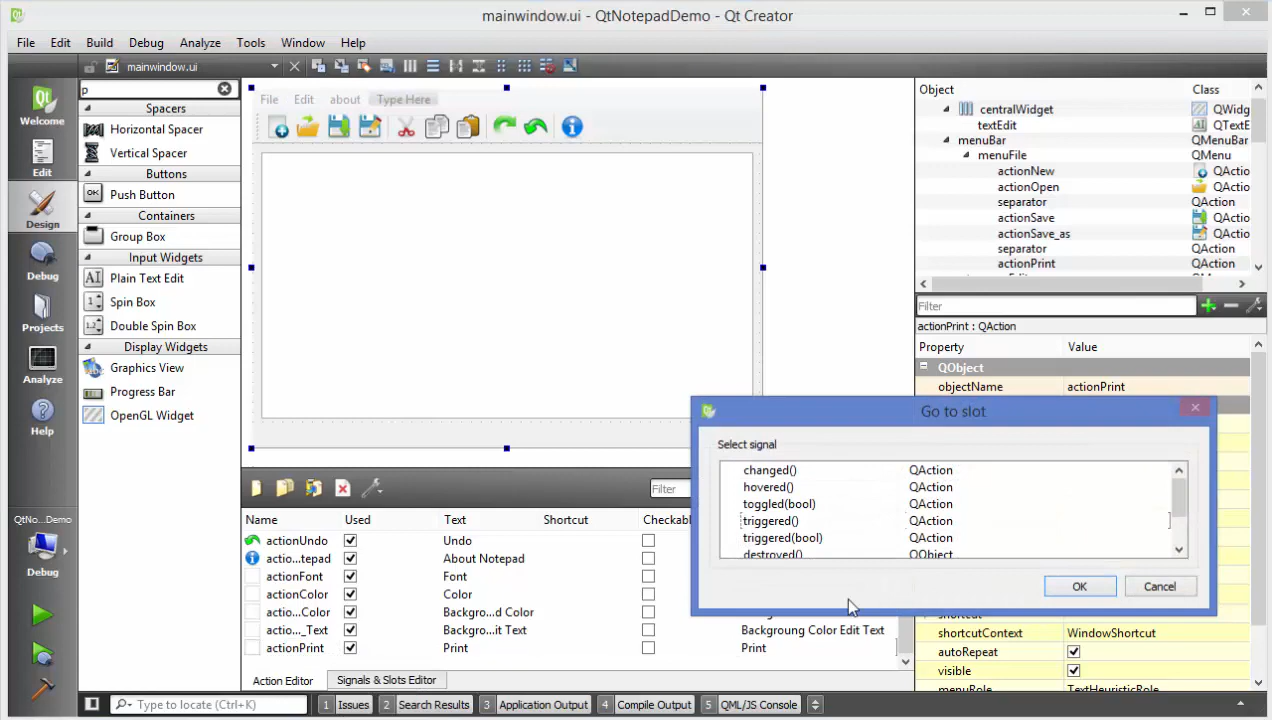 mainwindow.ui - QtNotepadDemo - Qt Creator
File Edit Build Debug Analyze Tools Window Help
mainwindow.ui
Welcome
Edit
Design
Debug
Projects
Analyze
Help
QtNo...Demo
Debug
p
Spacers
Horizontal Spacer
Vertical Spacer
Buttons
OK Push Button
Containers
Group Box
Input Widgets
AI Plain Text Edit
1 Spin Box
1.2 Double Spin Box
Display Widgets
Graphics View
Progress Bar
OpenGL Widget
File Edit about Type Here
Object Class
centralWidget QWidg
textEdit QTextE
menuBar QMenuBar
menuFile QMenu
actionNew QActio
actionOpen QActio
separator QAction
actionSave QActio
actionSave_as QActio
separator QAction
actionPrint QAction
Filter
actionPrint : QAction
Property Value
QObject
objectName actionPrint
Go to slot
Select signal
changed() QAction
hovered() QAction
toggled(bool) QAction
triggered() QAction
triggered(bool) QAction
destroyed() QObject
OK Cancel
shortcut
shortcutContext WindowShortcut
autoRepeat
visible
menuRole TextHeuristicRole
Filter
Name Used Text Shortcut Checkabl
actionUndo Undo
actio...tepad About Notepad
actionFont Font
actionColor Color
actio...Color Backgro...d Color
actio..._Text Backgro...it Text Backgroung Color Edit Text
actionPrint Print Print
Action Editor Signals & Slots Editor
Type to locate (Ctrl+K) 1 Issues 2 Search Results 3 Application Output 4 Compile Output 5 QML/JS Console